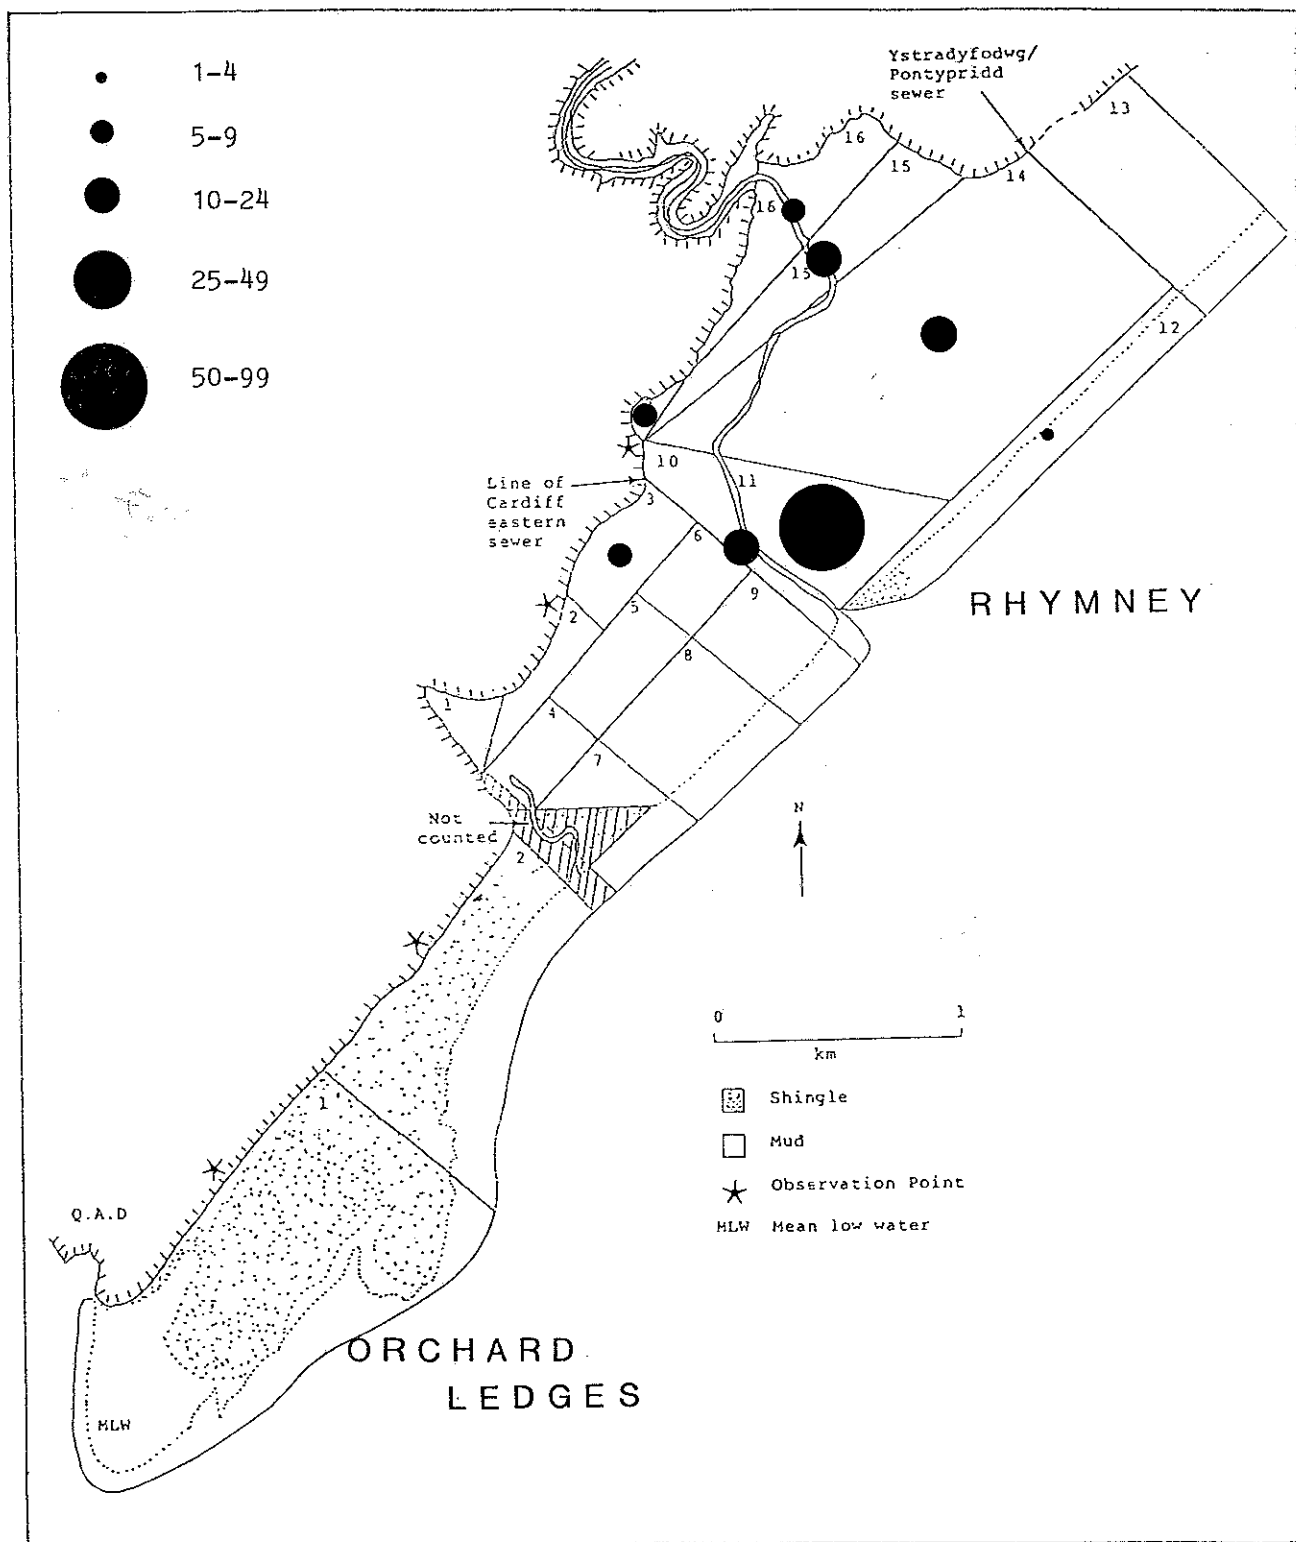 1-4
5-9
10-24
25-49
50-99
Ystradyfodwg/
Pontypridd
sewer
13
16
15
14
16
15
12
10
11
Line of
Cardiff
eastern
sewer
3
6
9
RHYMNEY
2
5
8
1
4
7
Not
counted
2
N
0
1
km
1
Shingle
Mud
Observation Point
MLW Mean low water
Q.A.D
ORCHARD
LEDGES
MLW